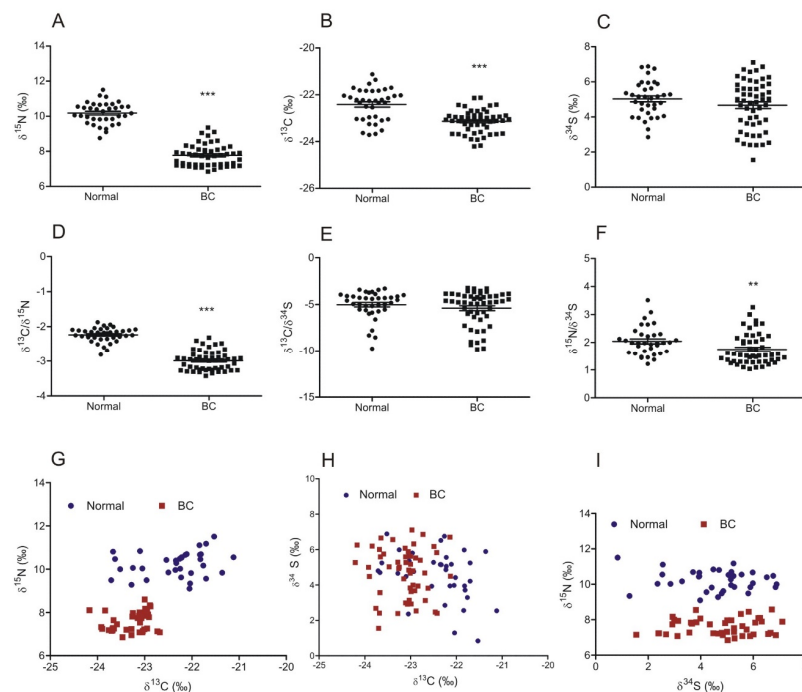 A
B
C
14
12
10
8
6
δ15N (‰)
***
Normal
BC
-20
-22
-24
-26
δ13C (‰)
***
Normal
BC
8
6
4
2
0
δ34S (‰)
Normal
BC
D
E
F
0
-1
-2
-3
-4
δ13C/δ15N
***
Normal
BC
0
-5
-10
-15
δ13C/δ34S
Normal
BC
5
4
3
2
1
0
δ15N/δ34S
**
Normal
BC
G
H
I
Normal BC
14
12
10
8
6
δ15N (‰)
-25 -24 -23 -22 -21 -20
δ13C (‰)
Normal BC
10
8
6
4
2
0
δ34 S (‰)
-25 -24 -23 -22 -21 -20
δ13C (‰)
Normal BC
14
12
10
8
6
δ15N (‰)
0 2 4 6 8
δ34S (‰)